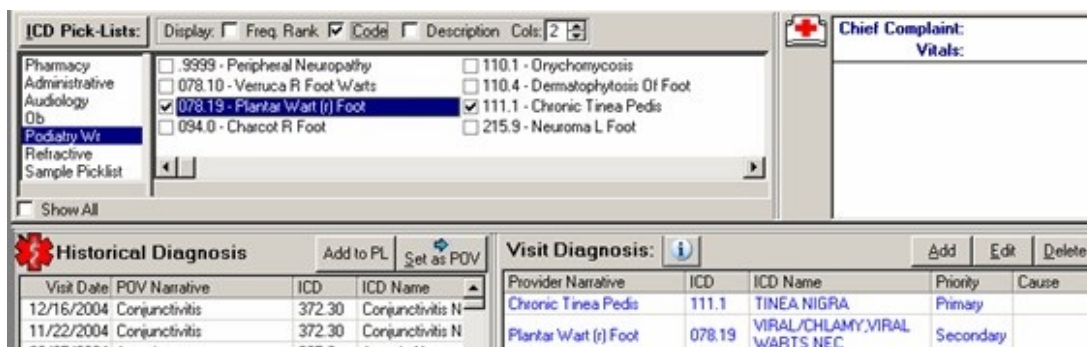 ICD Pick-Lists: Display: Freq. Rank Code Description Cols: 2
Pharmacy
Administrative
Audiology
Ob
Podiatry Wr
Refractive
Sample Picklist
.9999 - Peripheral Neuropathy
078.10 - Verruca R Foot Warts
078.19 - Plantar Wart (r) Foot
094.0 - Charcot R Foot
110.1 - Onychomycosis
110.4 - Dermatophytosis Of Foot
111.1 - Chronic Tinea Pedis
215.9 - Neuroma L Foot
Show All
Chief Complaint:
Vitals:
Historical Diagnosis Add to PL Set as POV
Visit Date POV Narrative ICD ICD Name
12/16/2004 Conjunctivitis 372.30 Conjunctivitis N
11/22/2004 Conjunctivitis 372.30 Conjunctivitis N
Visit Diagnosis: i Add Edit Delete
Provider Narrative ICD ICD Name Priority Cause
Chronic Tinea Pedis 111.1 TINEA NIGRA Primary
Plantar Wart (r) Foot 078.19 VIRAL/CHLAMY,VIRAL Secondary
WARTS NEC